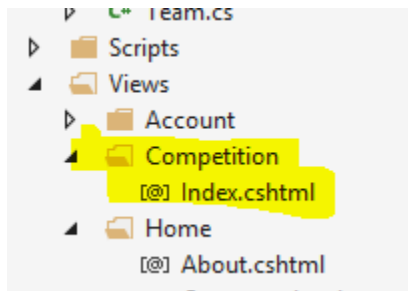 C# Team.cs
Scripts
Views
Account
Competition
[@] Index.cshtml
Home
[@] About.cshtml